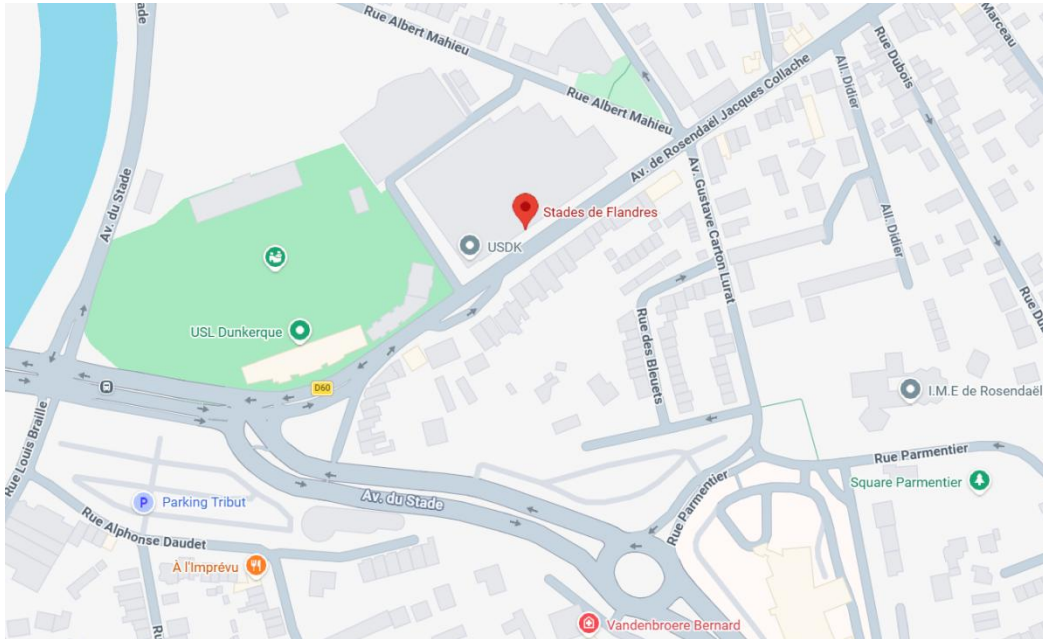 Rue Albert Mahieu
Marceau
Rue Dubois
All. Didier
Av. du Stade
Rue Albert Mahieu
Av. de Rosendaël Jacques Collache
Stades de Flandres
USDK
Av. Gustave Carton Lurat
All. Didier
Rue Du
USL Dunkerque
Rue des Bleuets
D60
I.M.E de Rosendaël
Rue Louis Braille
Rue Parmentier
Square Parmentier
Av. du Stade
P
Parking Tribut
Rue Parmentier
Rue Alphonse Daudet
À l'Imprévu
Vandenbroere Bernard
Ru